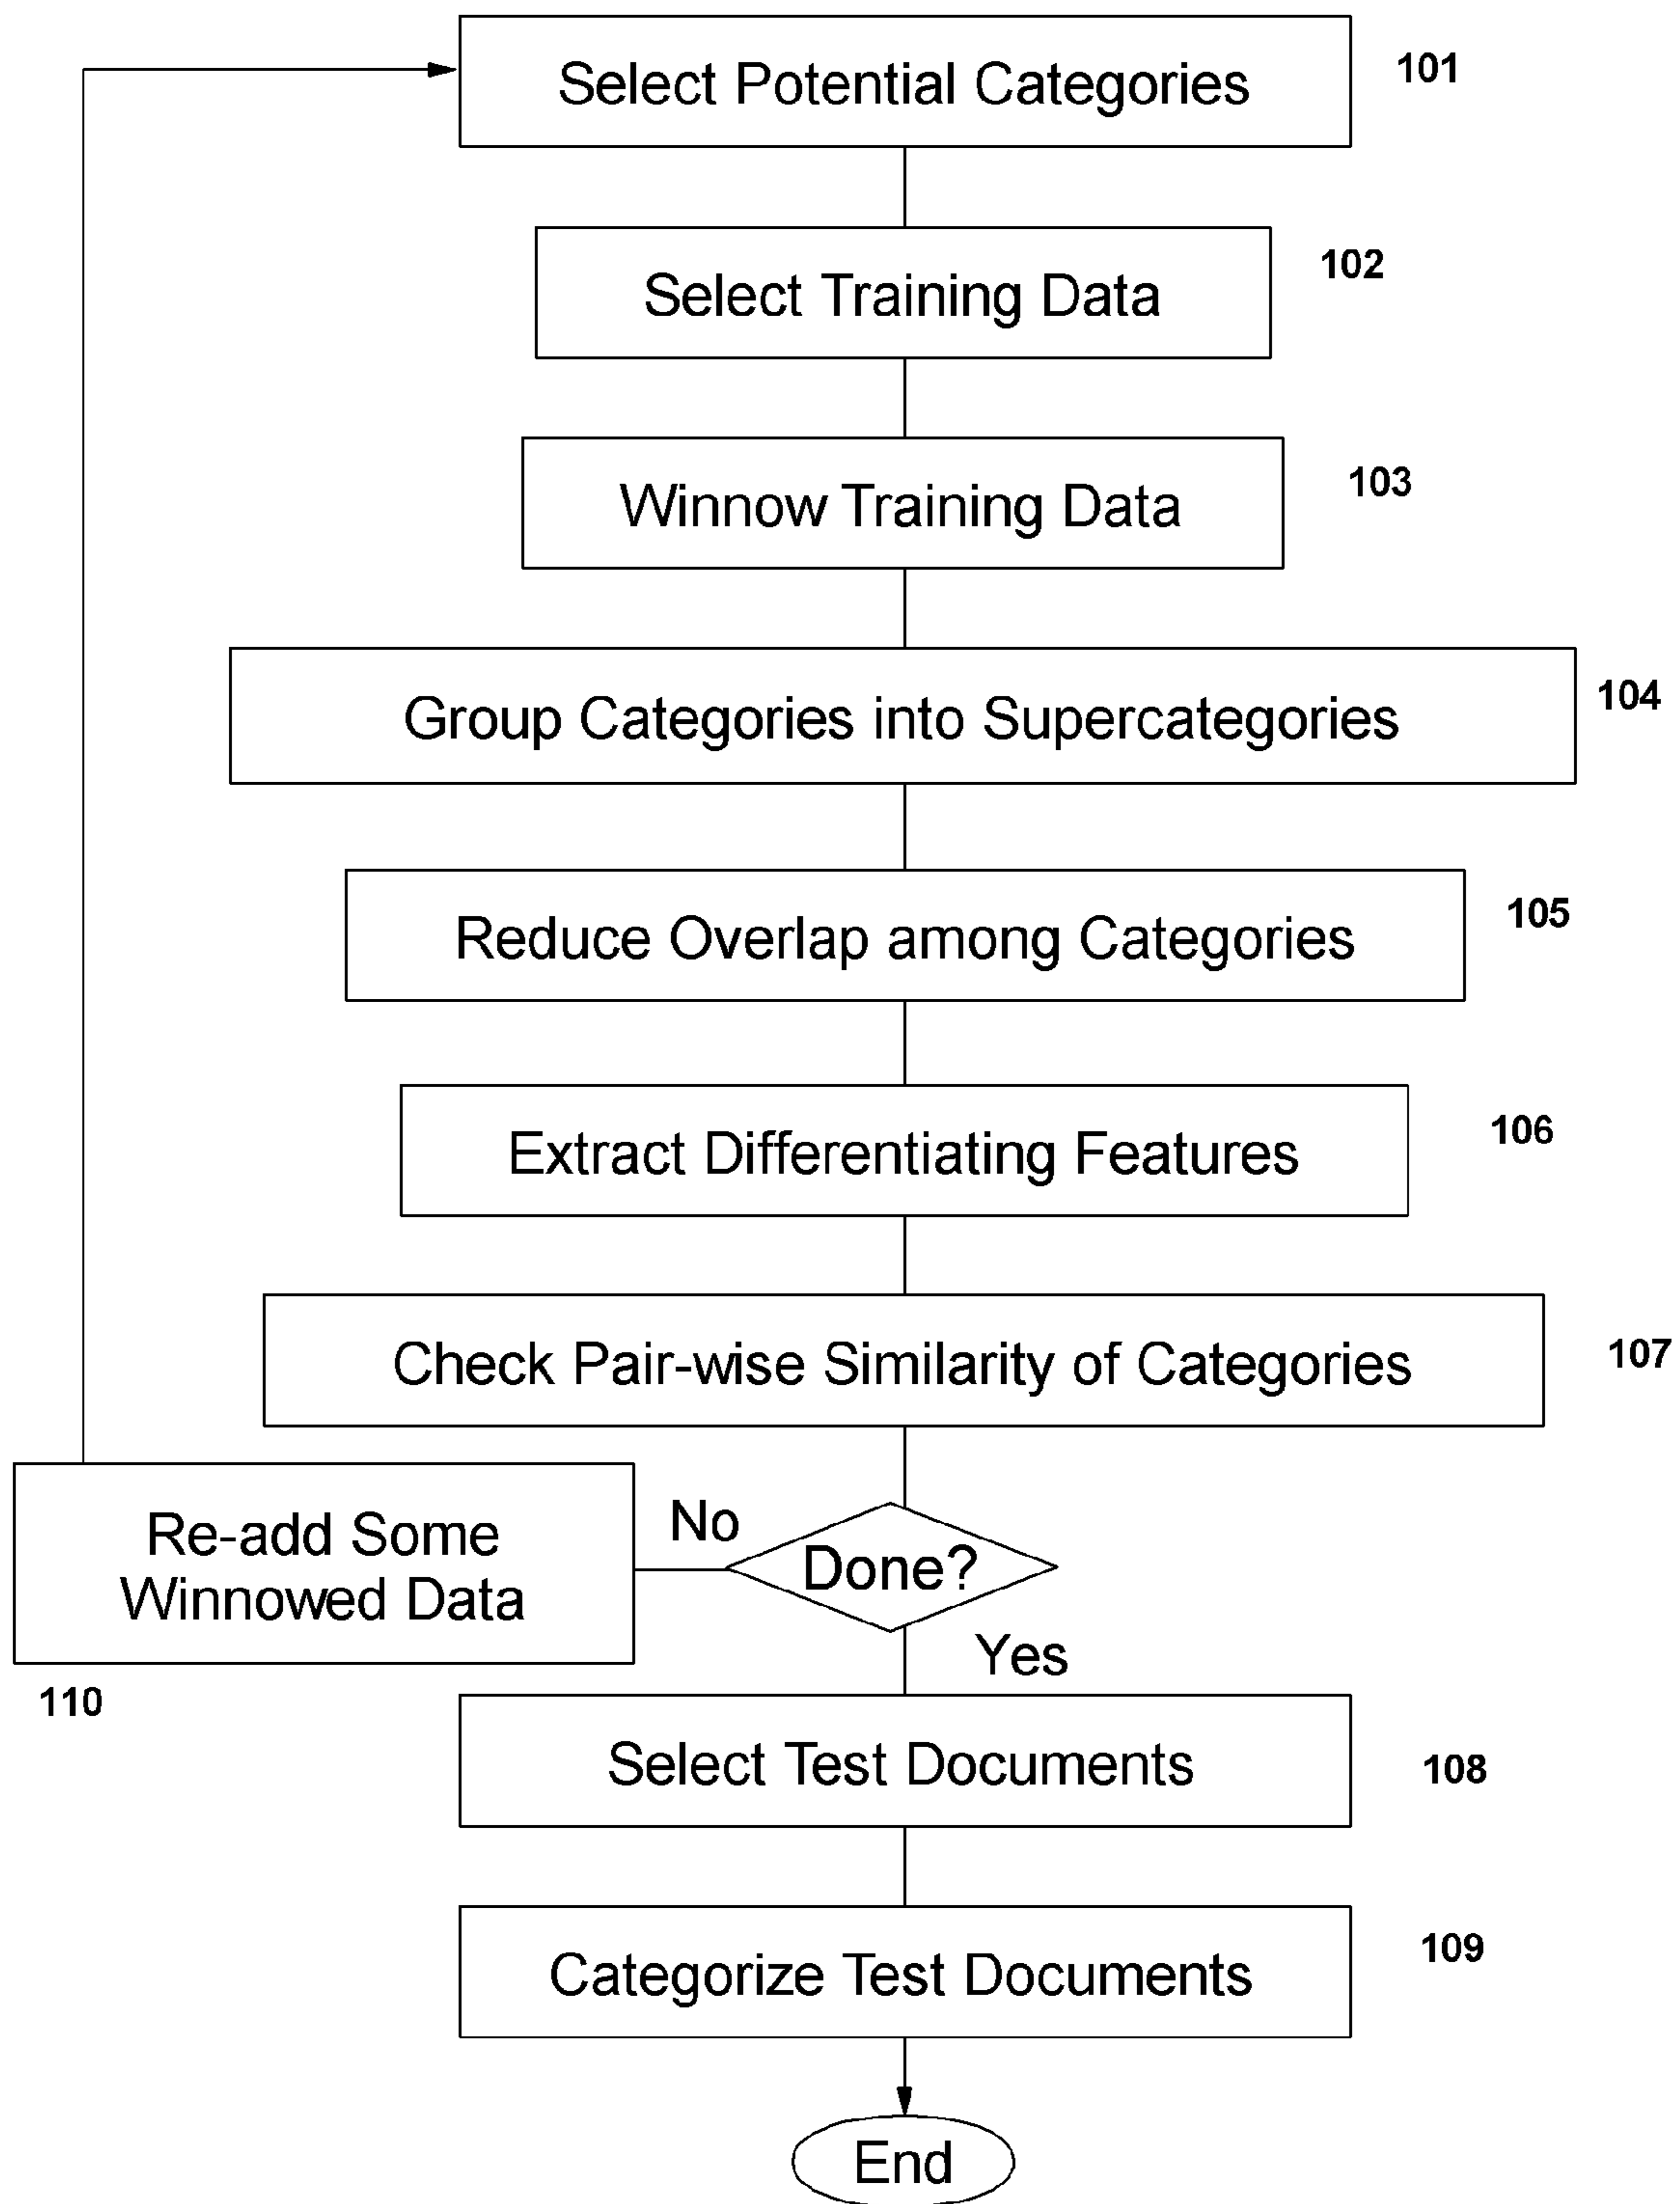 Select Potential Categories
101
Select Training Data
102
Winnow Training Data
103
Group Categories into Supercategories
104
Reduce Overlap among Categories
105
Extract Differentiating Features
106
Check Pair-wise Similarity of Categories
107
Re-add Some
Winnowed Data
110
No
Done?
Yes
Select Test Documents
108
Categorize Test Documents
109
End